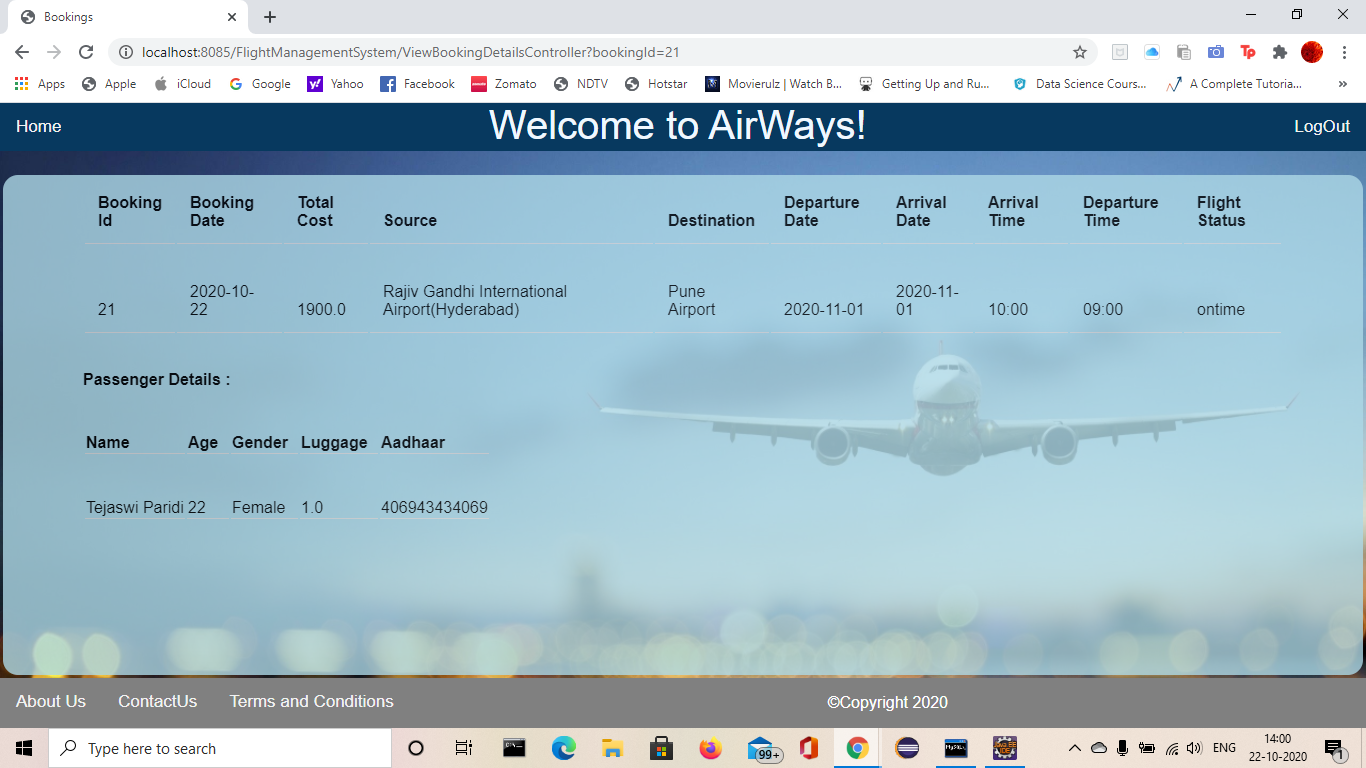 Bookings
localhost:8085/FlightManagementSystem/ViewBookingDetailsController?bookingId=21
Apps Apple iCloud Google Yahoo Facebook Zomato NDTV Hotstar Movierulz | Watch B... Getting Up and Ru... Data Science Cours... A Complete Tutoria... »
Home Welcome to AirWays! LogOut
Booking Booking Total Departure Arrival Arrival Departure Flight
Id Date Cost Source Destination Date Date Time Time Status
2020-10- Rajiv Gandhi International Pune 2020-11-
21 22 1900.0 Airport(Hyderabad) Airport 2020-11-01 01 10:00 09:00 ontime
Passenger Details :
Name Age Gender Luggage Aadhaar
Tejaswi Paridi 22 Female 1.0 406943434069
About Us ContactUs Terms and Conditions ©Copyright 2020
Type here to search 99+ ENG 14:00
22-10-2020 1